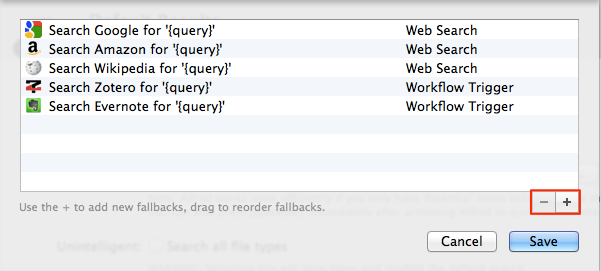 Search Google for '{query}' Web Search
Search Amazon for '{query}' Web Search
Search Wikipedia for '{query}' Web Search
Search Zotero for '{query}' Workflow Trigger
Search Evernote for '{query}' Workflow Trigger
− +
Use the + to add new fallbacks, drag to reorder fallbacks.
Cancel Save
Unintelligent: Search all file types